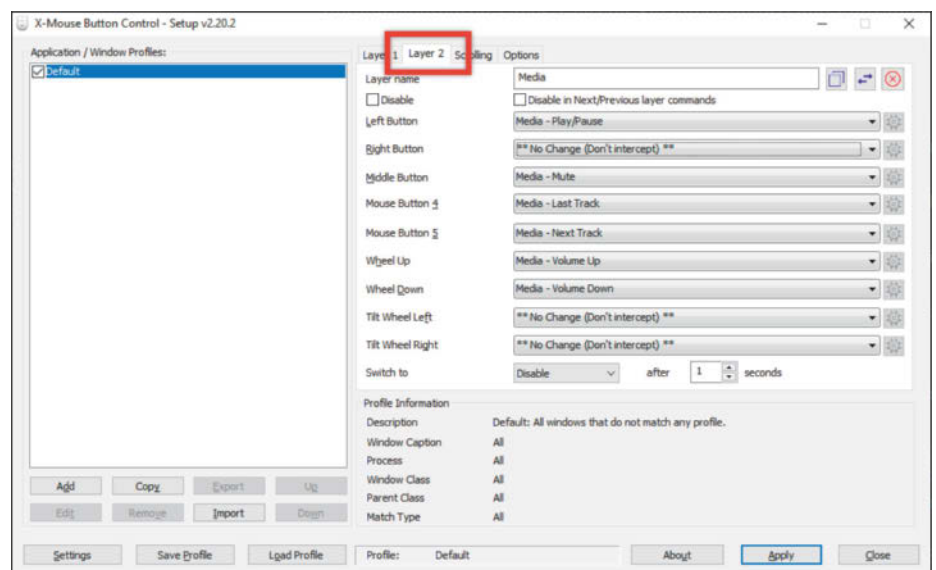 X-Mouse Button Control - Setup v2.20.2
Application / Window Profiles:
Default
Layer 1 Layer 2 Scrolling Options
Layer name Media
Disable Disable in Next/Previous layer commands
Left Button Media - Play/Pause
Right Button ** No Change (Don't intercept) **
Middle Button Media - Mute
Mouse Button 4 Media - Last Track
Mouse Button 5 Media - Next Track
Wheel Up Media - Volume Up
Wheel Down Media - Volume Down
Tilt Wheel Left ** No Change (Don't intercept) **
Tilt Wheel Right ** No Change (Don't intercept) **
Switch to Disable after 1 seconds
Profile Information
Description Default: All windows that do not match any profile.
Window Caption All
Process All
Window Class All
Parent Class All
Match Type All
Add Copy Export Up
Edit Remove Import Down
Settings Save Profile Load Profile Profile: Default About Apply Close